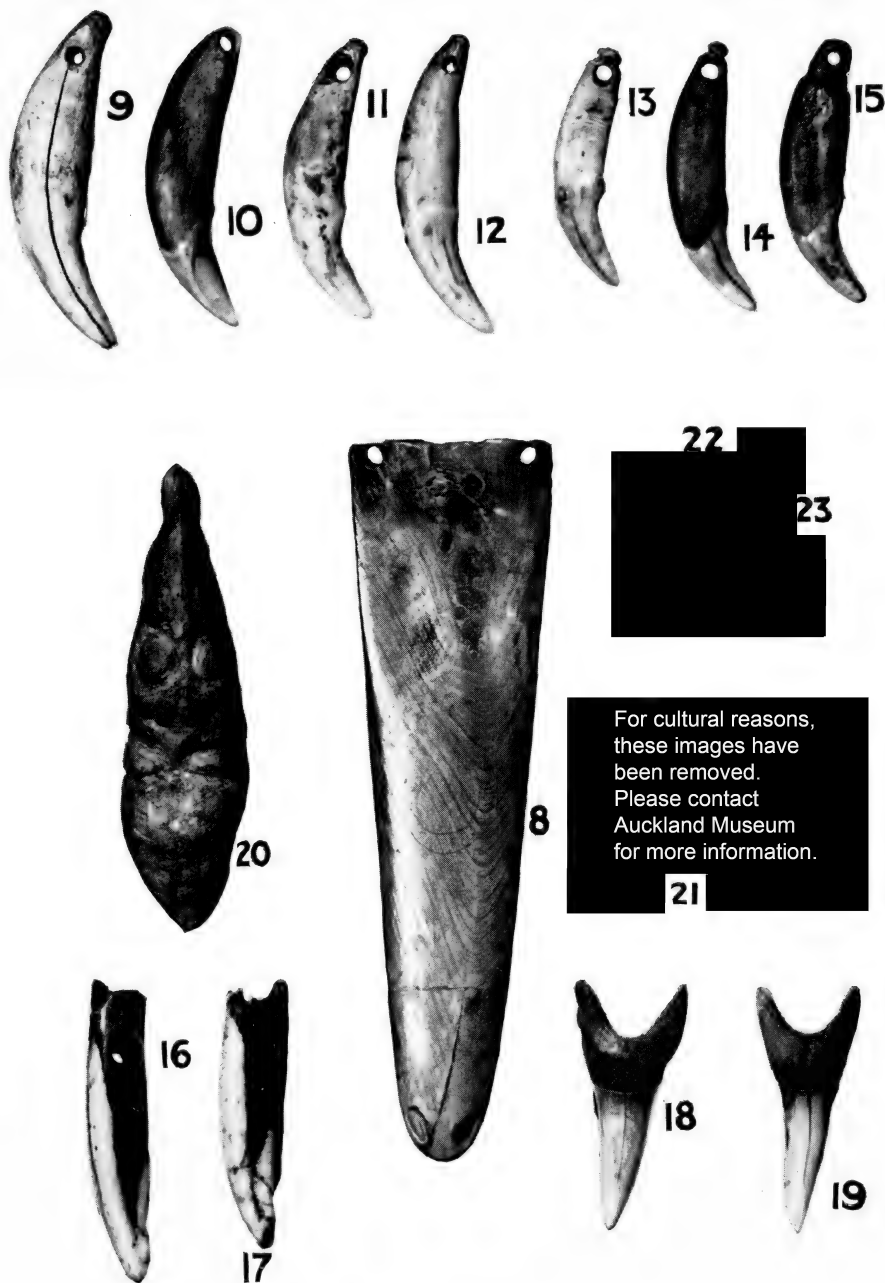 9
10
11
12
13
14
15
22
23
8
For cultural reasons,
these images have
been removed.
Please contact
Auckland Museum
for more information.
21
20
16
17
18
19